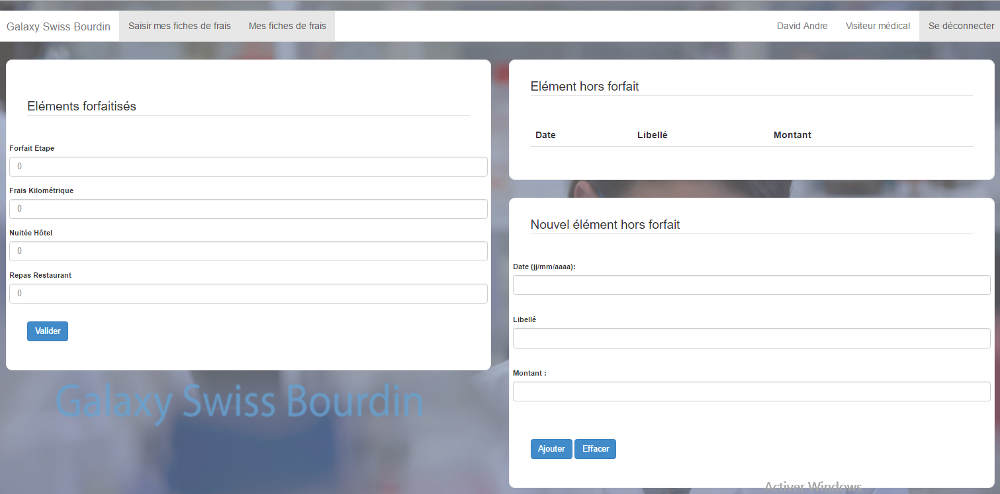 Galaxy Swiss Bourdin Saisir mes fiches de frais Mes fiches de frais David Andre Visiteur médical Se déconnecter
Eléments forfaitisés
Forfait Etape
0
Frais Kilométrique
0
Nuitée Hôtel
0
Repas Restaurant
0
Valider
Galaxy Swiss Bourdin
Elément hors forfait
Date Libellé Montant
Nouvel élément hors forfait
Date (jj/mm/aaaa):
Libellé
Montant :
Ajouter Effacer
Activer Windows